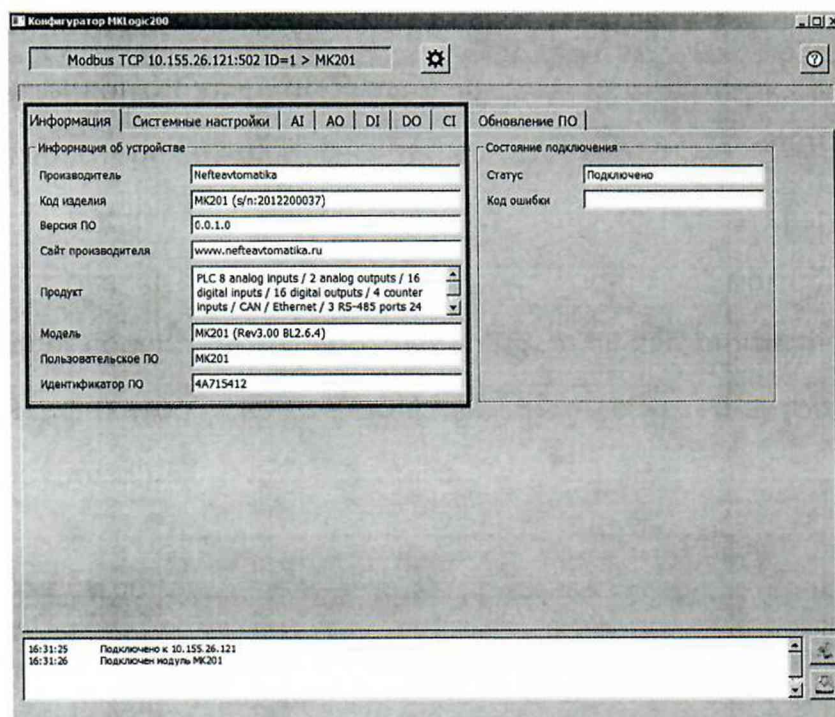 Конфигуратор MKLogic200
Modbus TCP 10.155.26.121:502 ID=1 > MK201
Информация Системные настройки AI AO DI DO CI Обновление ПО
Информация об устройстве
Производитель Nefteavtomatika
Код изделия MK201 (s/n:2012200037)
Версия ПО 0.0.1.0
Сайт производителя www.nefteavtomatika.ru
Продукт PLC 8 analog inputs / 2 analog outputs / 16
digital inputs / 16 digital outputs / 4 counter
inputs / CAN / Ethernet / 3 RS-485 ports 24
Модель MK201 (Rev3.00 BL2.6.4)
Пользовательское ПО MK201
Идентификатор ПО 4A715412
Состояние подключения
Статус Подключено
Код ошибки
16:31:25 Подключено к 10.155.26.121
16:31:26 Подключен модуль MK201